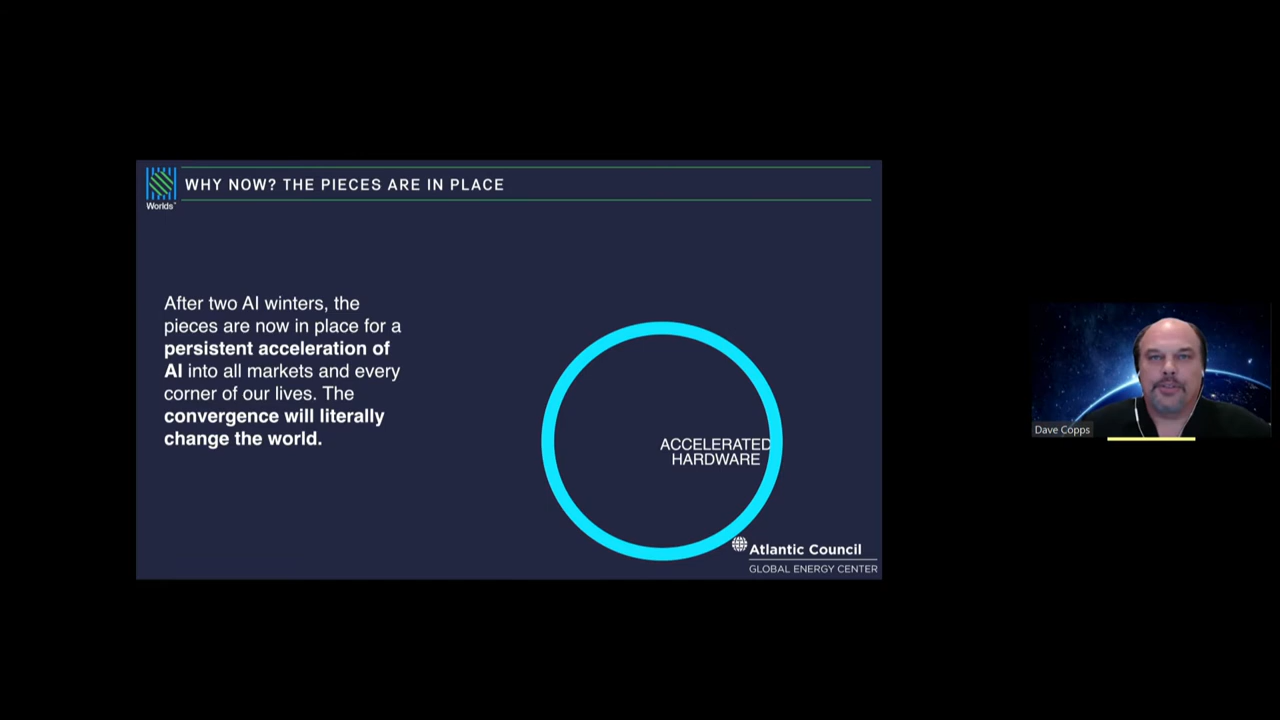 WHY NOW? THE PIECES ARE IN PLACE
Worlds™
After two AI winters, the
pieces are now in place for a
persistent acceleration of
AI into all markets and every
corner of our lives. The
convergence will literally
change the world.
ACCELERATED
HARDWARE
Atlantic Council
GLOBAL ENERGY CENTER
Dave Copps